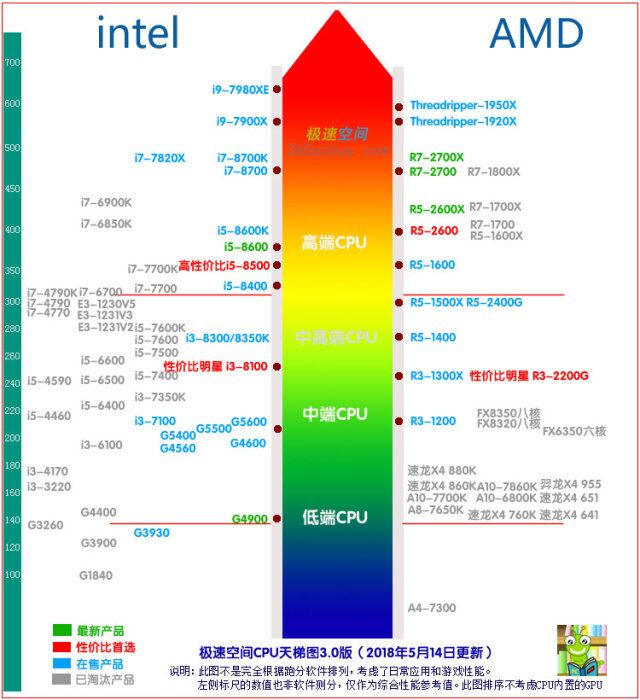 intel
AMD
700
600
500
450
400
350
300
280
260
240
220
200
180
160
140
120
100
i9-7980XE
i9-7900X
i7-7820X i7-8700K
i7-8700
i7-6900K
i7-6850K
i5-8600K
i5-8600
高性价比i5-8500
i7-7700K
i5-8400
i7-4790K i7-6700 i7-7700
i7-4790 E3-1230V5
i7-4770 E3-1231V3
E3-1231V2 i5-7600K
i5-7600 i3-8300/8350K
i5-7500
i5-6600 性价比明星 i3-8100
i5-4590 i5-6500 i5-7400
i3-7350K
i5-6400
i5-4460 i3-7100 G5600
G5400 G5500
i3-6100 G4560 G4600
i3-4170
i3-3220
G4400 G4900
G3260
G3930
G3900
G1840
极速空间
高端CPU
中高端CPU
中端CPU
低端CPU
Threadripper-1950X
Threadripper-1920X
R7-2700X
R7-2700 R7-1800X
R5-2600X R7-1700X
R7-1700
R5-2600 R5-1600X
R5-1600
R5-1500X R5-2400G
R5-1400
R3-1300X 性价比明星 R3-2200G
R3-1200 FX8350八核
FX8320八核
FX6350六核
速龙X4 880K
速龙X4 860K A10-7860K 羿龙X4 955
A10-7700K A10-6800K 速龙X4 651
A8-7650K
速龙X4 760K 速龙X4 641
A4-7300
最新产品
性价比首选
在售产品
已淘汰产品
极速空间CPU天梯图3.0版（2018年5月14日更新）
说明：此图不是完全根据跑分软件排列，考虑了日常应用和游戏性能。
左侧标尺的数值也非软件测分，仅作为综合性能参考值。此图排序不考虑CPU内置的GPU